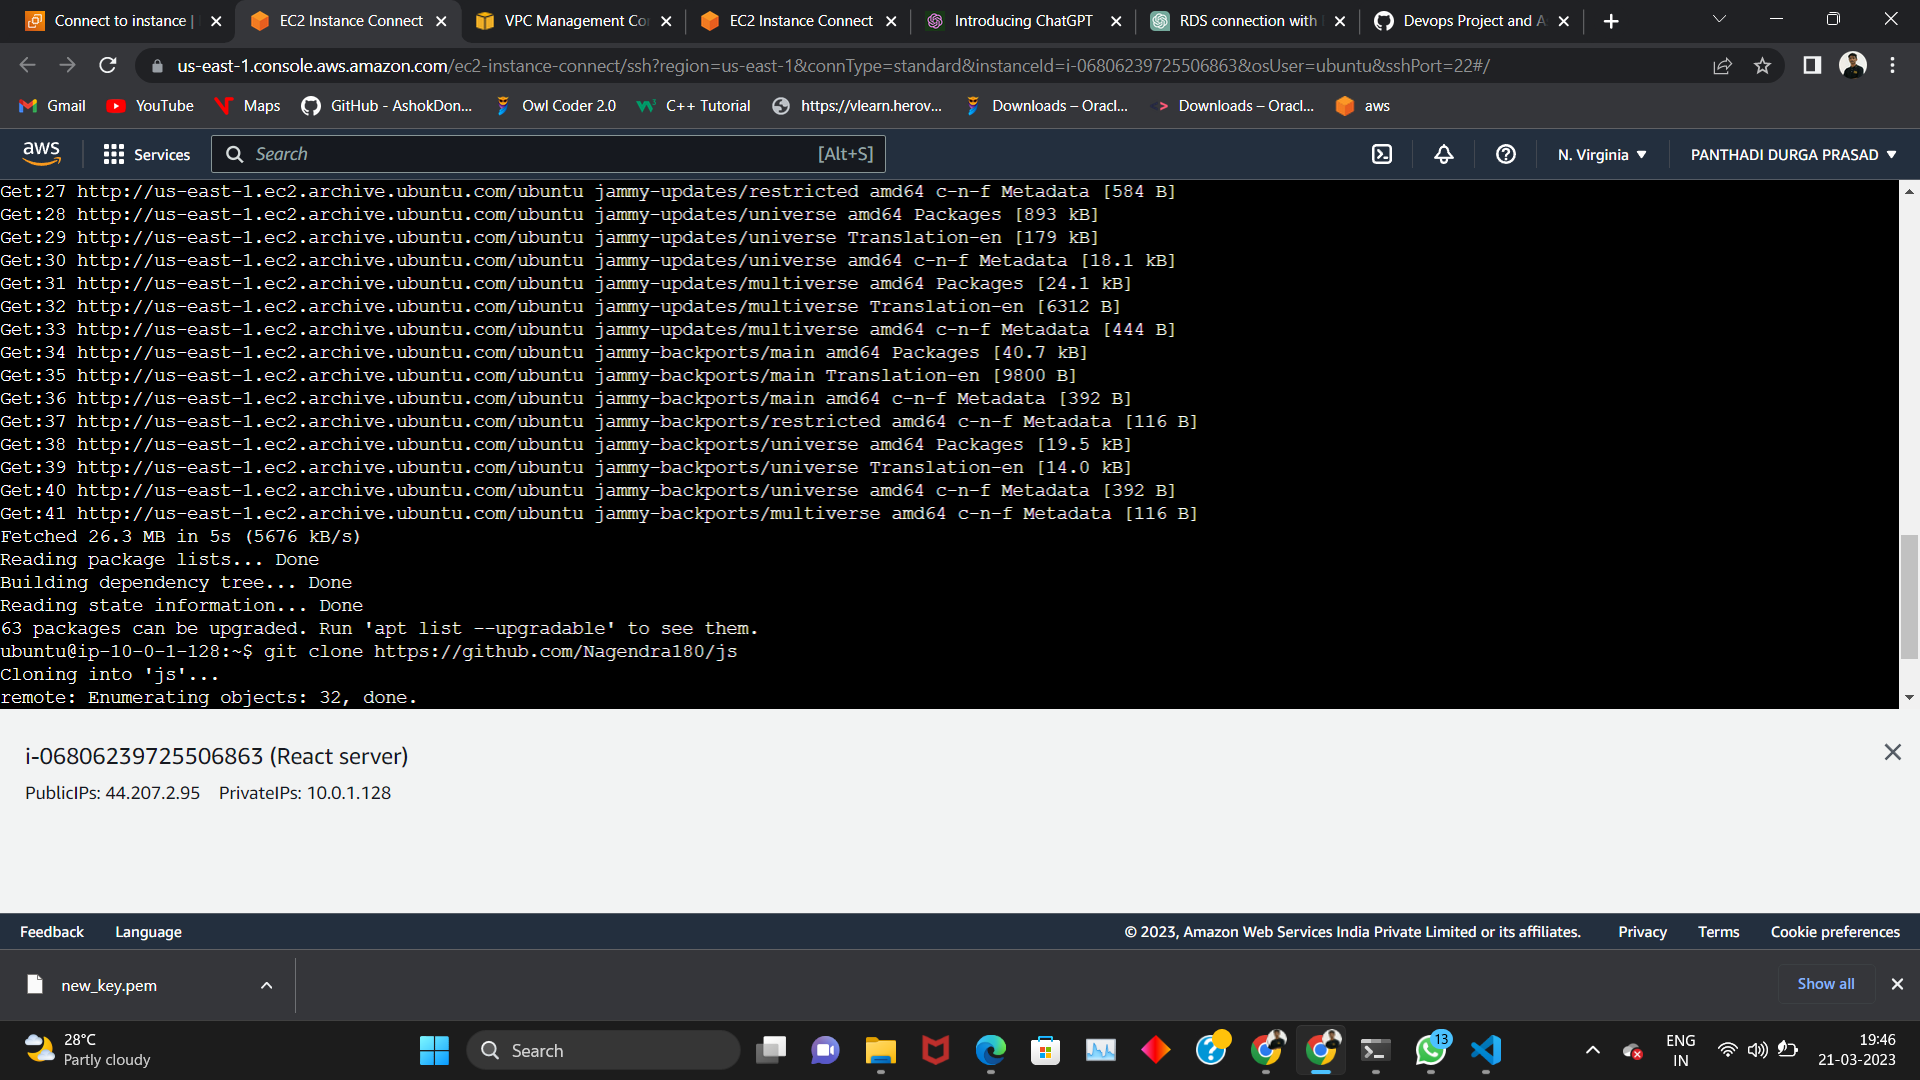 Connect to instance |
EC2 Instance Connect
VPC Management Co
EC2 Instance Connect
Introducing ChatGPT
RDS connection with
Devops Project and A
us-east-1.console.aws.amazon.com/ec2-instance-connect/ssh?region=us-east-1&connType=standard&instanceId=i-06806239725506863&osUser=ubuntu&sshPort=22#/
Gmail
YouTube
Maps
GitHub - AshokDon...
Owl Coder 2.0
C++ Tutorial
https://vlearn.herov...
Downloads – Oracl...
Downloads – Oracl...
aws
aws
Services
Search
[Alt+S]
N. Virginia
PANTHADI DURGA PRASAD
Get:27 http://us-east-1.ec2.archive.ubuntu.com/ubuntu jammy-updates/restricted amd64 c-n-f Metadata [584 B]
Get:28 http://us-east-1.ec2.archive.ubuntu.com/ubuntu jammy-updates/universe amd64 Packages [893 kB]
Get:29 http://us-east-1.ec2.archive.ubuntu.com/ubuntu jammy-updates/universe Translation-en [179 kB]
Get:30 http://us-east-1.ec2.archive.ubuntu.com/ubuntu jammy-updates/universe amd64 c-n-f Metadata [18.1 kB]
Get:31 http://us-east-1.ec2.archive.ubuntu.com/ubuntu jammy-updates/multiverse amd64 Packages [24.1 kB]
Get:32 http://us-east-1.ec2.archive.ubuntu.com/ubuntu jammy-updates/multiverse Translation-en [6312 B]
Get:33 http://us-east-1.ec2.archive.ubuntu.com/ubuntu jammy-updates/multiverse amd64 c-n-f Metadata [444 B]
Get:34 http://us-east-1.ec2.archive.ubuntu.com/ubuntu jammy-backports/main amd64 Packages [40.7 kB]
Get:35 http://us-east-1.ec2.archive.ubuntu.com/ubuntu jammy-backports/main Translation-en [9800 B]
Get:36 http://us-east-1.ec2.archive.ubuntu.com/ubuntu jammy-backports/main amd64 c-n-f Metadata [392 B]
Get:37 http://us-east-1.ec2.archive.ubuntu.com/ubuntu jammy-backports/restricted amd64 c-n-f Metadata [116 B]
Get:38 http://us-east-1.ec2.archive.ubuntu.com/ubuntu jammy-backports/universe amd64 Packages [19.5 kB]
Get:39 http://us-east-1.ec2.archive.ubuntu.com/ubuntu jammy-backports/universe Translation-en [14.0 kB]
Get:40 http://us-east-1.ec2.archive.ubuntu.com/ubuntu jammy-backports/universe amd64 c-n-f Metadata [392 B]
Get:41 http://us-east-1.ec2.archive.ubuntu.com/ubuntu jammy-backports/multiverse amd64 c-n-f Metadata [116 B]
Fetched 26.3 MB in 5s (5676 kB/s)
Reading package lists... Done
Building dependency tree... Done
Reading state information... Done
63 packages can be upgraded. Run 'apt list --upgradable' to see them.
ubuntu@ip-10-0-1-128:~$ git clone https://github.com/Nagendra180/js
Cloning into 'js'...
remote: Enumerating objects: 32, done.
i-06806239725506863 (React server)
PublicIPs: 44.207.2.95 PrivateIPs: 10.0.1.128
Feedback
Language
© 2023, Amazon Web Services India Private Limited or its affiliates.
Privacy
Terms
Cookie preferences
new_key.pem
Show all
28°C
Partly cloudy
Search
13
ENG
IN
19:46
21-03-2023